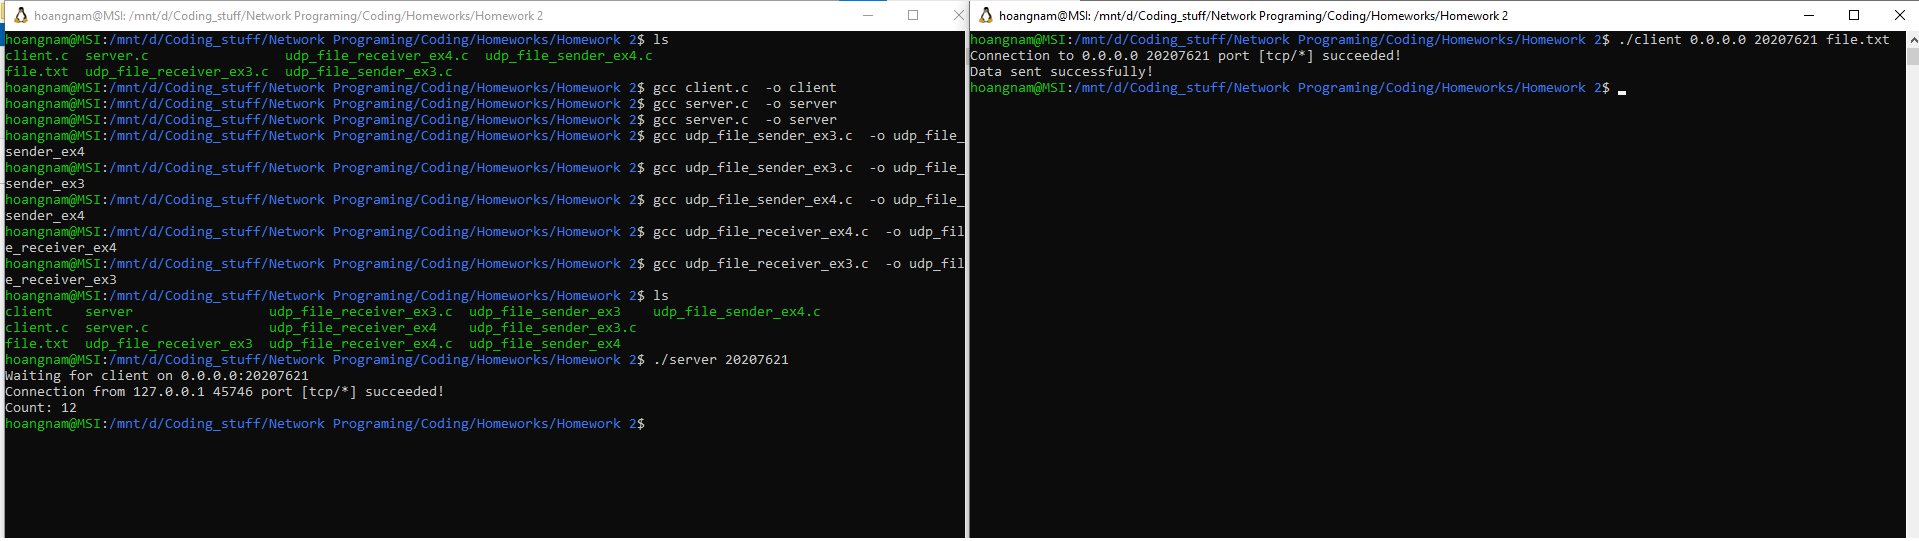 hoangnam@MSI: /mnt/d/Coding_stuff/Network Programing/Coding/Homeworks/Homework 2
hoangnam@MSI:/mnt/d/Coding_stuff/Network Programing/Coding/Homeworks/Homework 2$ ls
client.c  server.c                 udp_file_receiver_ex4.c  udp_file_sender_ex4.c
file.txt  udp_file_receiver_ex3.c  udp_file_sender_ex3.c
hoangnam@MSI:/mnt/d/Coding_stuff/Network Programing/Coding/Homeworks/Homework 2$ gcc client.c  -o client
hoangnam@MSI:/mnt/d/Coding_stuff/Network Programing/Coding/Homeworks/Homework 2$ gcc server.c  -o server
hoangnam@MSI:/mnt/d/Coding_stuff/Network Programing/Coding/Homeworks/Homework 2$ gcc server.c  -o server
hoangnam@MSI:/mnt/d/Coding_stuff/Network Programing/Coding/Homeworks/Homework 2$ gcc udp_file_sender_ex3.c  -o udp_file_
sender_ex4
hoangnam@MSI:/mnt/d/Coding_stuff/Network Programing/Coding/Homeworks/Homework 2$ gcc udp_file_sender_ex3.c  -o udp_file_
sender_ex3
hoangnam@MSI:/mnt/d/Coding_stuff/Network Programing/Coding/Homeworks/Homework 2$ gcc udp_file_sender_ex4.c  -o udp_file_
sender_ex4
hoangnam@MSI:/mnt/d/Coding_stuff/Network Programing/Coding/Homeworks/Homework 2$ gcc udp_file_receiver_ex4.c  -o udp_fil
e_receiver_ex4
hoangnam@MSI:/mnt/d/Coding_stuff/Network Programing/Coding/Homeworks/Homework 2$ gcc udp_file_receiver_ex3.c  -o udp_fil
e_receiver_ex3
hoangnam@MSI:/mnt/d/Coding_stuff/Network Programing/Coding/Homeworks/Homework 2$ ls
client    server                 udp_file_receiver_ex3.c  udp_file_sender_ex3    udp_file_sender_ex4.c
client.c  server.c               udp_file_receiver_ex4    udp_file_sender_ex3.c
file.txt  udp_file_receiver_ex3  udp_file_receiver_ex4.c  udp_file_sender_ex4
hoangnam@MSI:/mnt/d/Coding_stuff/Network Programing/Coding/Homeworks/Homework 2$ ./server 20207621
Waiting for client on 0.0.0.0:20207621
Connection from 127.0.0.1 45746 port [tcp/*] succeeded!
Count: 12
hoangnam@MSI:/mnt/d/Coding_stuff/Network Programing/Coding/Homeworks/Homework 2$
hoangnam@MSI: /mnt/d/Coding_stuff/Network Programing/Coding/Homeworks/Homework 2
hoangnam@MSI:/mnt/d/Coding_stuff/Network Programing/Coding/Homeworks/Homework 2$ ./client 0.0.0.0 20207621 file.txt
Connection to 0.0.0.0 20207621 port [tcp/*] succeeded!
Data sent successfully!
hoangnam@MSI:/mnt/d/Coding_stuff/Network Programing/Coding/Homeworks/Homework 2$